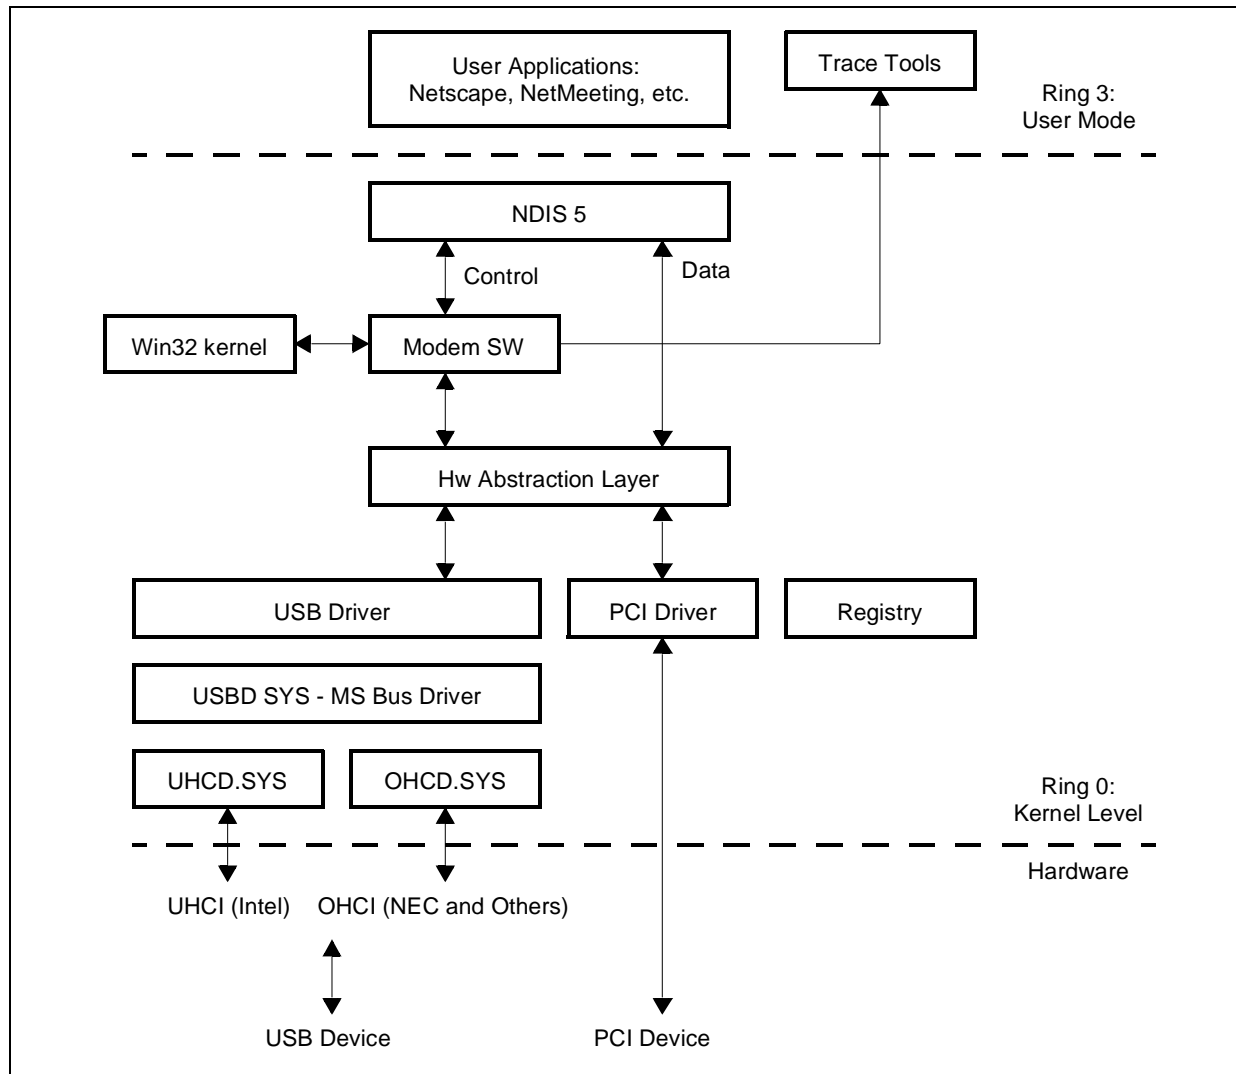 User Applications:
Netscape, NetMeeting, etc.
Trace Tools
Ring 3:
User Mode
NDIS 5
Control
Data
Win32 kernel
Modem SW
Hw Abstraction Layer
USB Driver
PCI Driver
Registry
USBD SYS - MS Bus Driver
UHCD.SYS
OHCD.SYS
Ring 0:
Kernel Level
Hardware
UHCI (Intel)
OHCI (NEC and Others)
USB Device
PCI Device